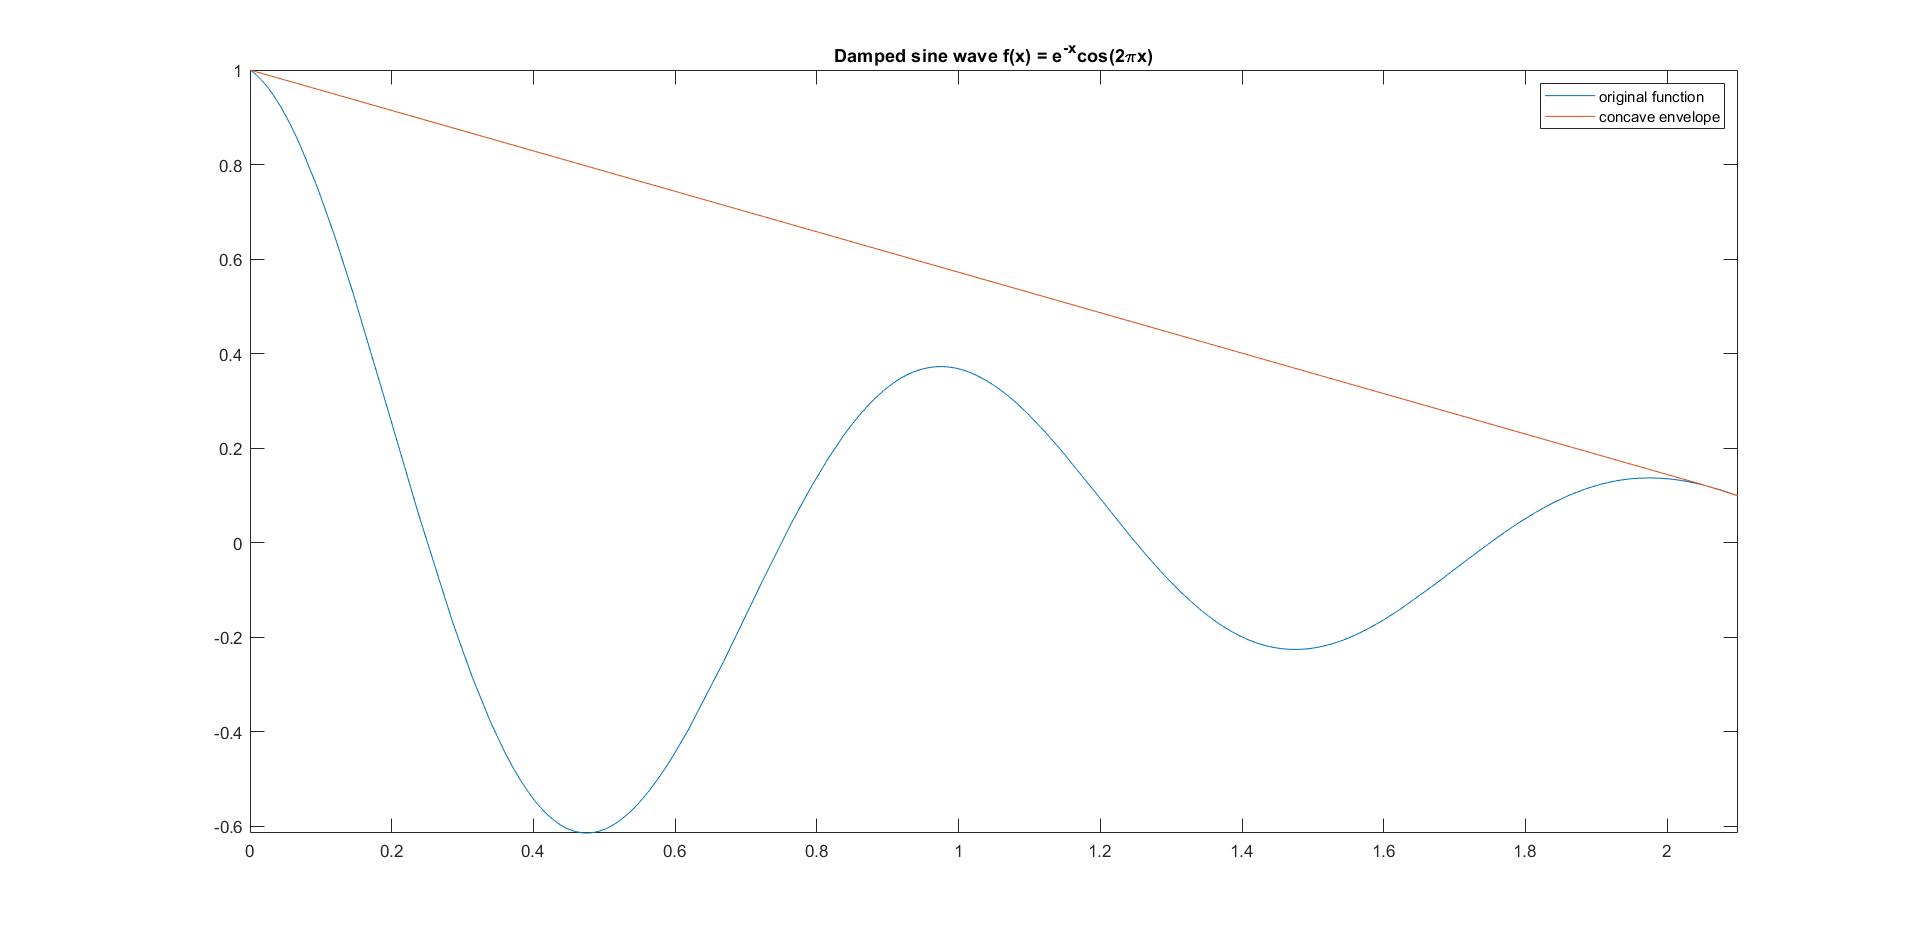 Damped sine wave f(x) = e^-x cos(2πx)
original function
concave envelope
1
0.8
0.6
0.4
0.2
0
-0.2
-0.4
-0.6
0 0.2 0.4 0.6 0.8 1 1.2 1.4 1.6 1.8 2